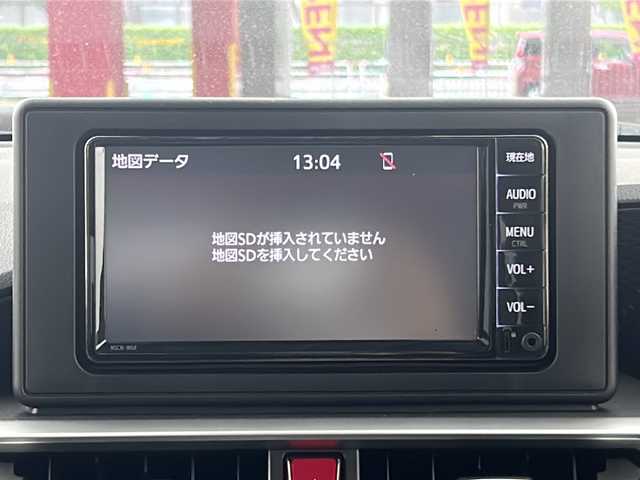 地図データ
13:04
地図SDが挿入されていません
地図SDを挿入してください
現在地
AUDIO
PWR
MENU
CTRL
VOL+
VOL-